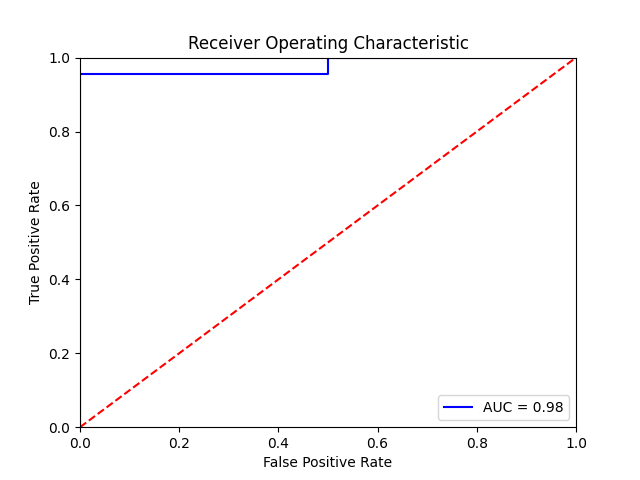 Receiver Operating Characteristic
1.0
0.8
0.6
0.4
0.2
0.0
True Positive Rate
AUC = 0.98
0.0 0.2 0.4 0.6 0.8 1.0
False Positive Rate